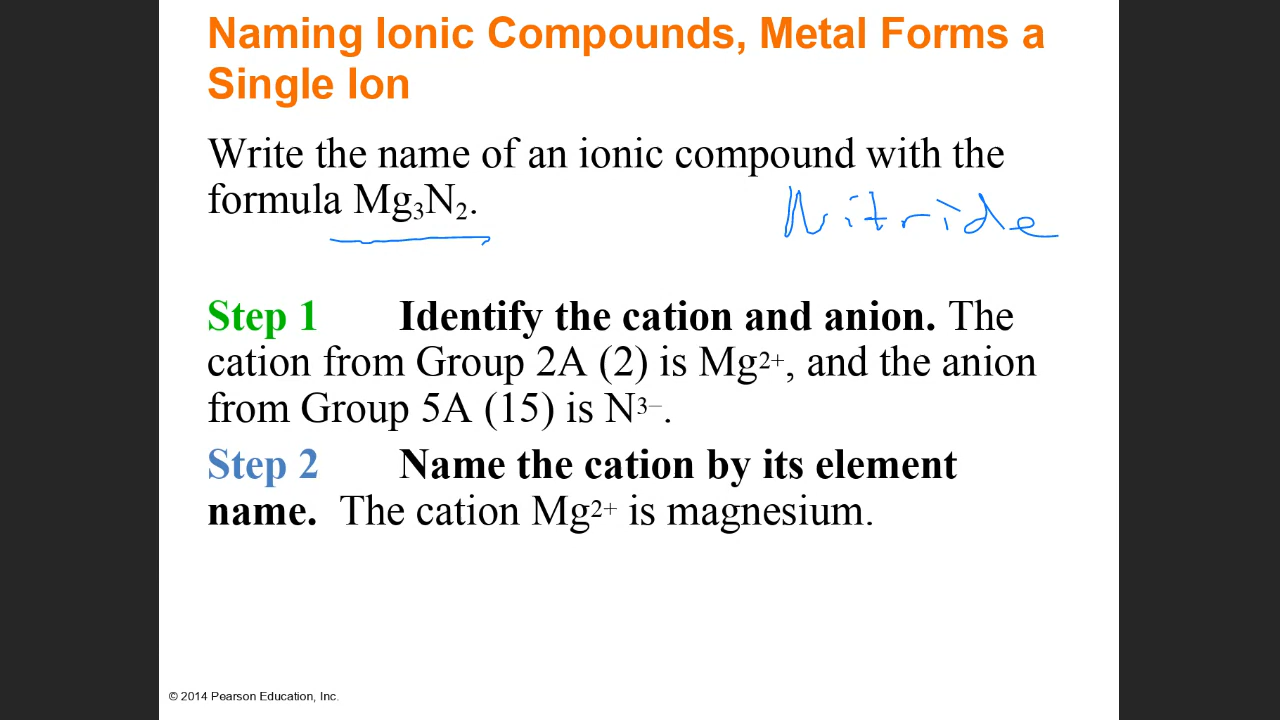 Naming Ionic Compounds, Metal Forms a
Single Ion
Write the name of an ionic compound with the
formula Mg₃N₂.
Nitride
Step 1 Identify the cation and anion. The
cation from Group 2A (2) is Mg²⁺, and the anion
from Group 5A (15) is N³⁻.
Step 2 Name the cation by its element
name. The cation Mg²⁺ is magnesium.
© 2014 Pearson Education, Inc.